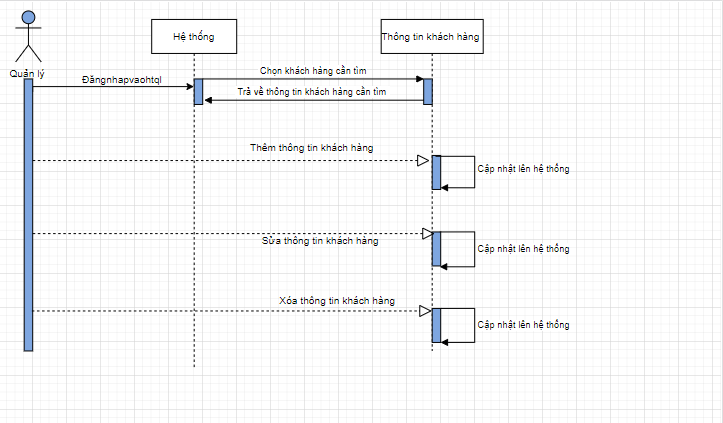 Hệ thống
Thông tin khách hàng
Quản lý
Đăngnhapvaohtql
Chọn khách hàng cần tìm
Trả về thông tin khách hàng cần tìm
Thêm thông tin khách hàng
Cập nhật lên hệ thống
Sửa thông tin khách hàng
Cập nhật lên hệ thống
Xóa thông tin khách hàng
Cập nhật lên hệ thống